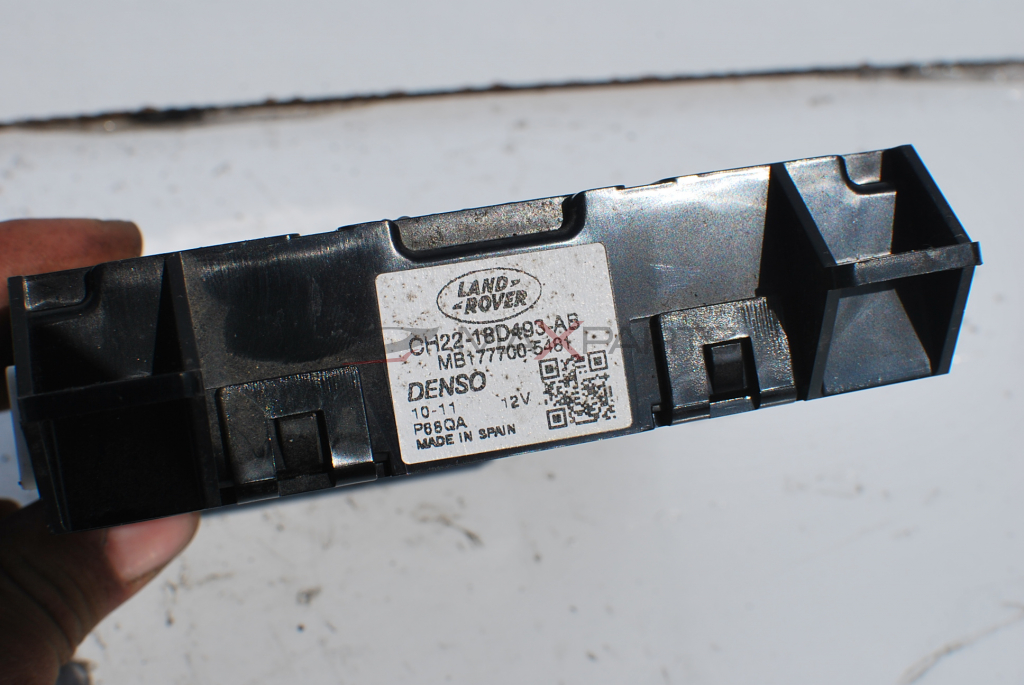 LAND-
-ROVER
CH22-18D493-AB
MB177700-5481
DENSO
10-11 12V
P68QA
MADE IN SPAIN